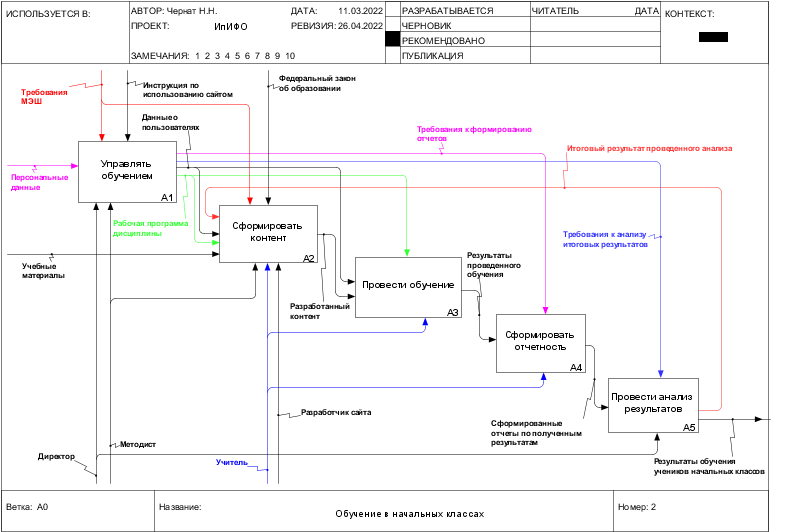 ИСПОЛЬЗУЕТСЯ В:
АВТОР: Чернат Н.Н.
ДАТА: 11.03.2022
РАЗРАБАТЫВАЕТСЯ
ЧИТАТЕЛЬ
ДАТА
КОНТЕКСТ:
ПРОЕКТ: ИпИФО
РЕВИЗИЯ: 26.04.2022
ЧЕРНОВИК
РЕКОМЕНДОВАНО
ЗАМЕЧАНИЯ: 1 2 3 4 5 6 7 8 9 10
ПУБЛИКАЦИЯ
Требования
МЭШ
Инструкция по
использованию сайтом
Федеральный закон
об образовании
Данные о
пользователях
Требования к формированию
отчетов
Итоговый результат проведенного анализа
Управлять
обучением
A1
Персональные
данные
Рабочая программа
дисциплины
Сформировать
контент
A2
Требования к анализу
итоговых результатов
Учебные
материалы
Результаты
проведенного
обучения
Провести обучение
A3
Разработанный
контент
Сформировать
отчетность
A4
Провести анализ
результатов
A5
Разработчик сайта
Сформированные
отчеты по полученным
результатам
Методист
Директор
Учитель
Результаты обучения
учеников начальных классов
Ветка: A0
Название:
Обучение в начальных классах
Номер: 2